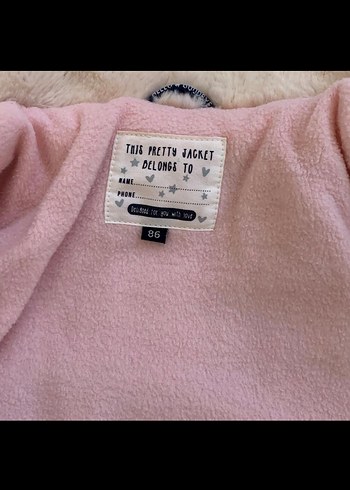 THIS PRETTY JACKET
BELONGS TO
NAME
PHONE
DESIGNED FOR YOU WITH LOVE
86